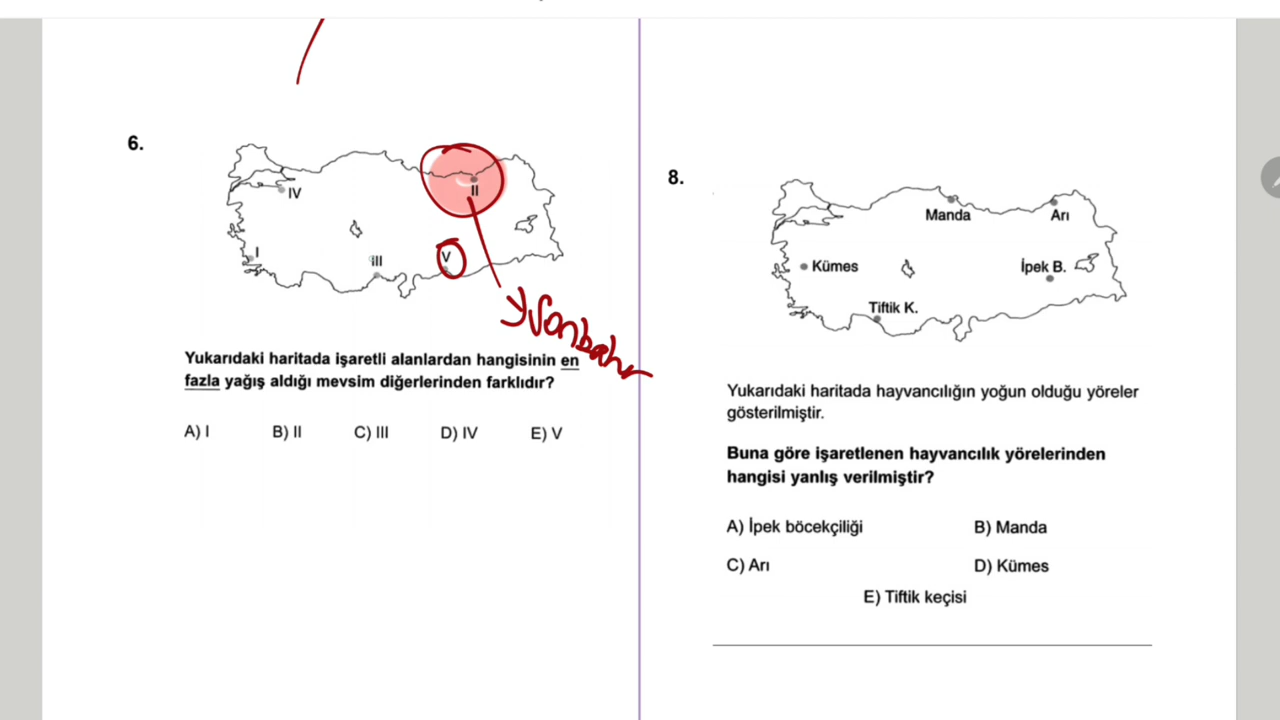 6.
IV
II
I
III
V
ySonbahr
Yukarıdaki haritada işaretli alanlardan hangisinin en
fazla yağış aldığı mevsim diğerlerinden farklıdır?
A) I
B) II
C) III
D) IV
E) V
8.
Manda
Arı
Kümes
İpek B.
Tiftik K.
Yukarıdaki haritada hayvancılığın yoğun olduğu yöreler
gösterilmiştir.
Buna göre işaretlenen hayvancılık yörelerinden
hangisi yanlış verilmiştir?
A) İpek böcekçiliği
B) Manda
C) Arı
D) Kümes
E) Tiftik keçisi